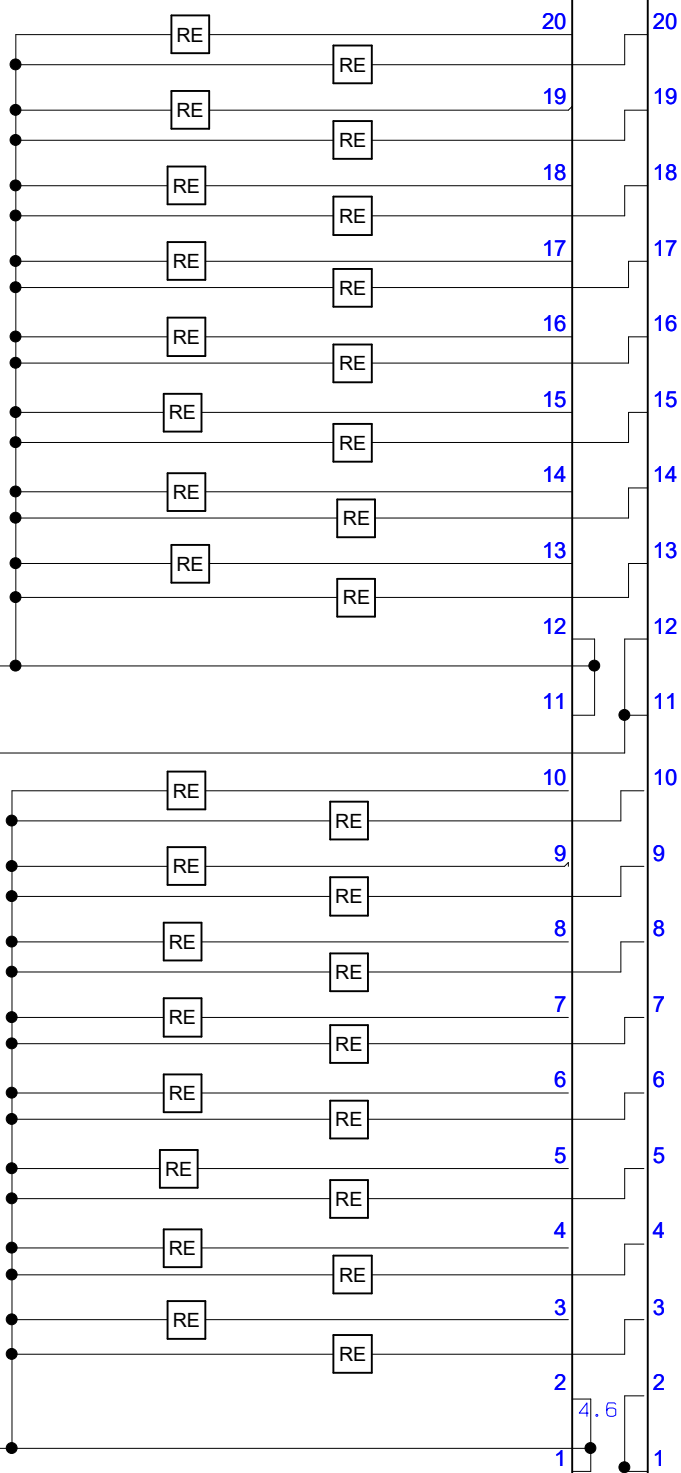 RE 20 20
RE
RE 19 19
RE
RE 18 18
RE
RE 17 17
RE
RE 16 16
RE
RE 15 15
RE
RE 14 14
RE
RE 13 13
RE
12 12
11 11
RE 10 10
RE
RE 9 9
RE
RE 8 8
RE
RE 7 7
RE
RE 6 6
RE
RE 5 5
RE
RE 4 4
RE
RE 3 3
RE
2 2
4.6
1 1